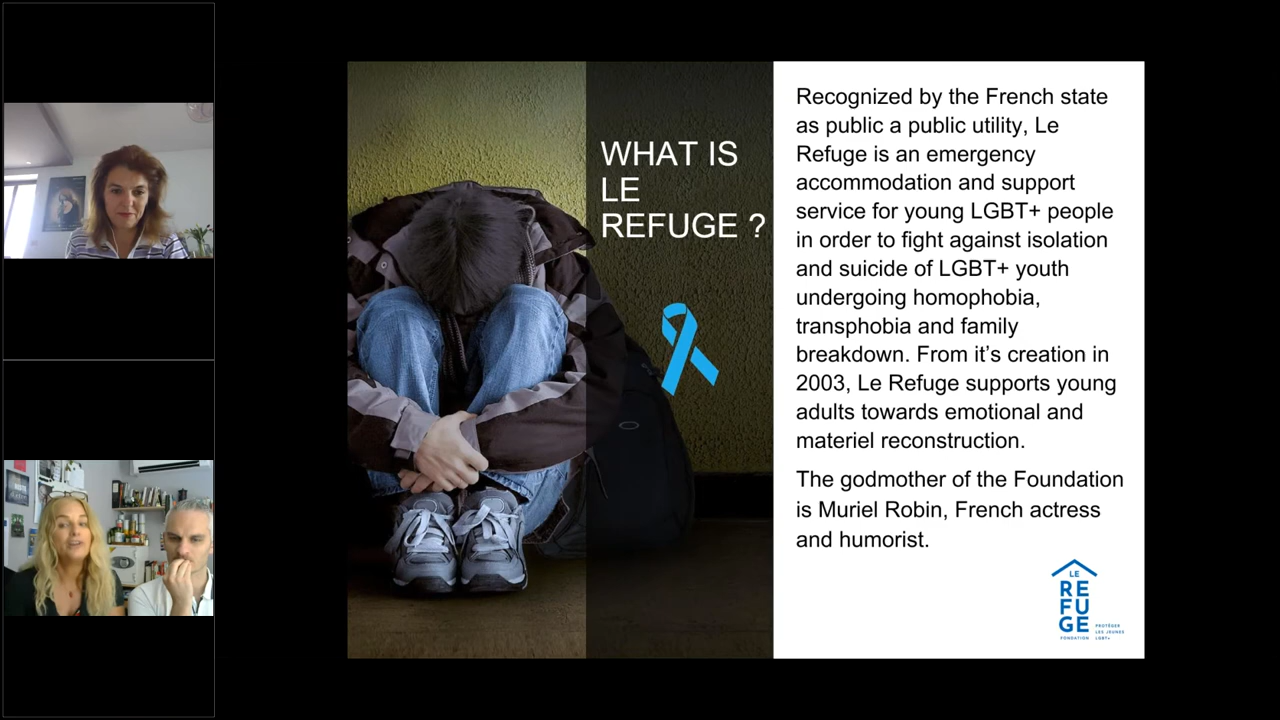 WHAT IS
LE
REFUGE ?
Recognized by the French state
as public a public utility, Le
Refuge is an emergency
accommodation and support
service for young LGBT+ people
in order to fight against isolation
and suicide of LGBT+ youth
undergoing homophobia,
transphobia and family
breakdown. From it’s creation in
2003, Le Refuge supports young
adults towards emotional and
materiel reconstruction.
The godmother of the Foundation
is Muriel Robin, French actress
and humorist.
LE
RE
FU
GE
FONDATION
PROTÉGER
LES JEUNES
LGBT+